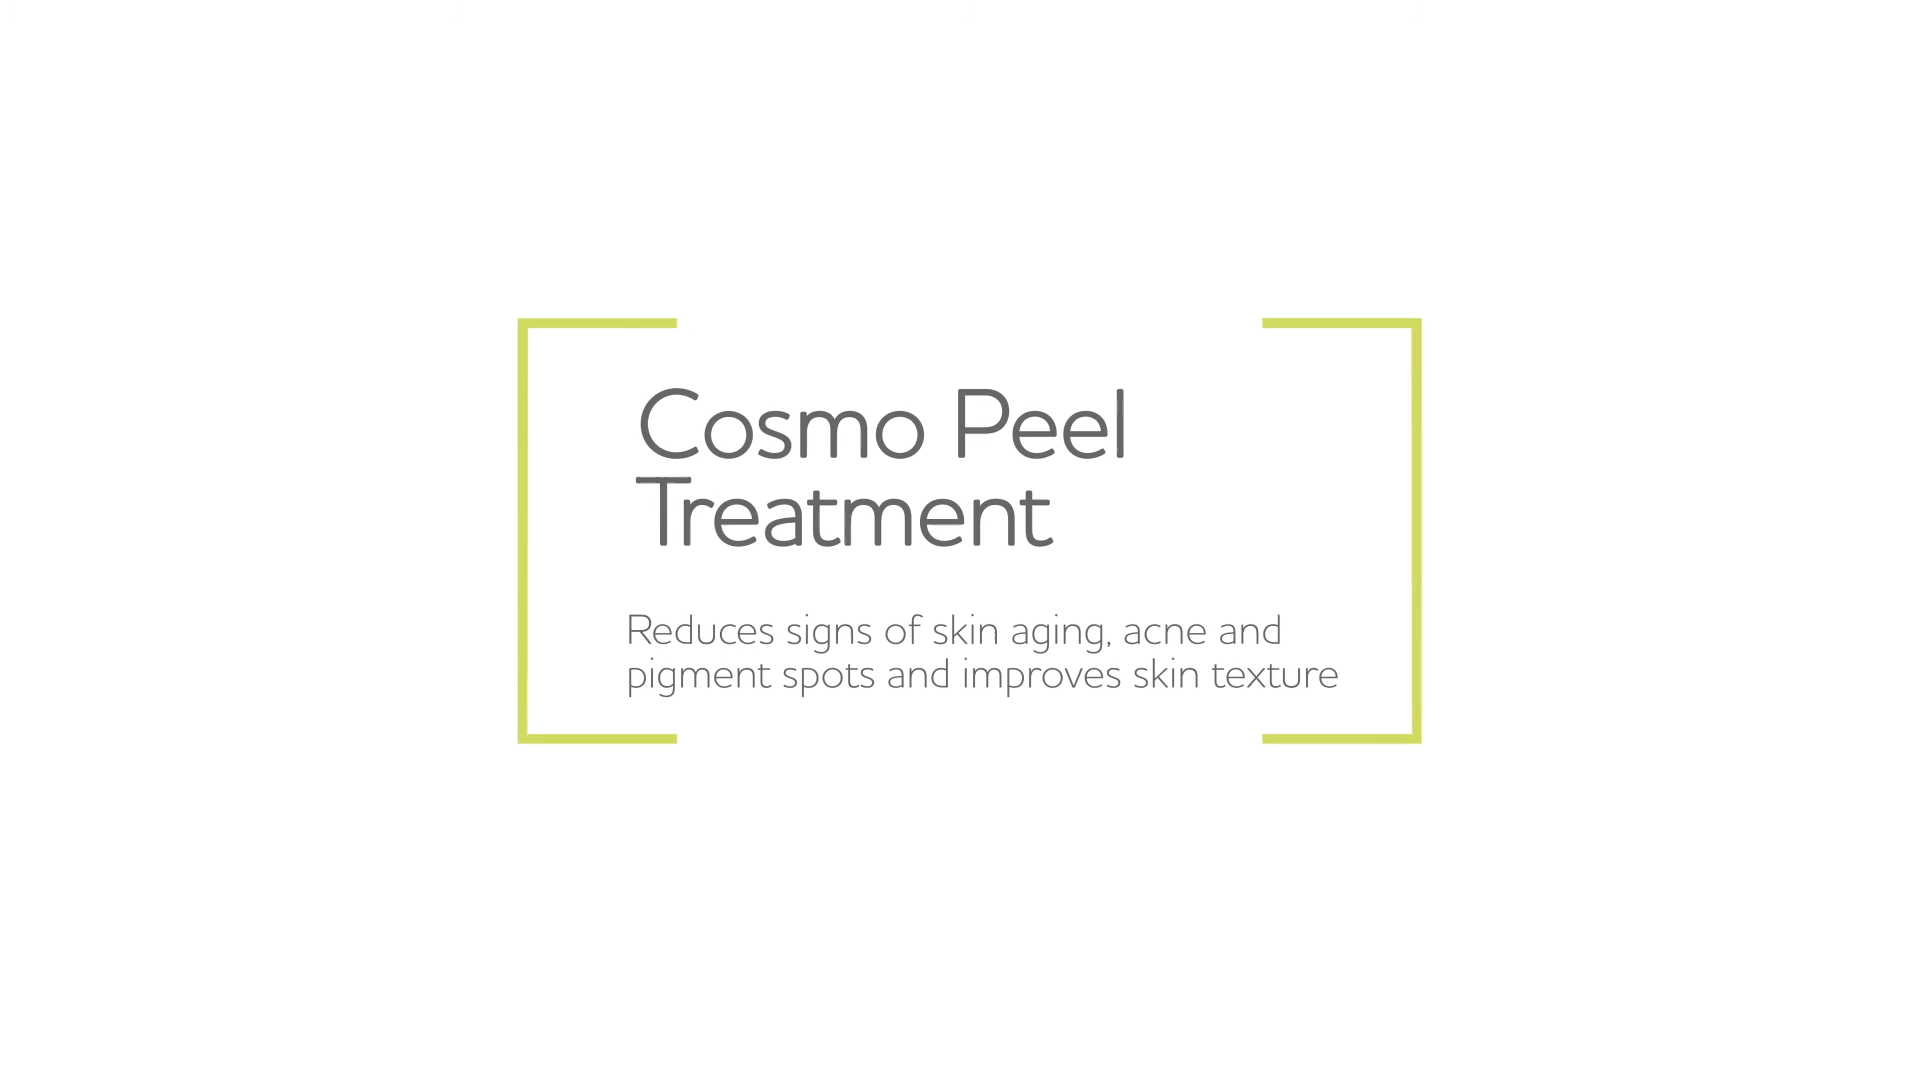 Cosmo Peel
Treatment
Reduces signs of skin aging, acne and
pigment spots and improves skin texture